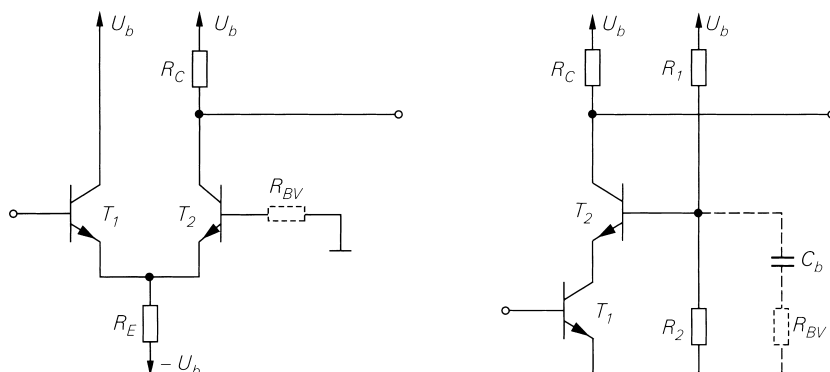 U_b U_b U_b U_b
R_C R_C R_1
R_BV
T_1 T_2 T_2
C_b
R_E T_1 R_2 R_BV
– U_b